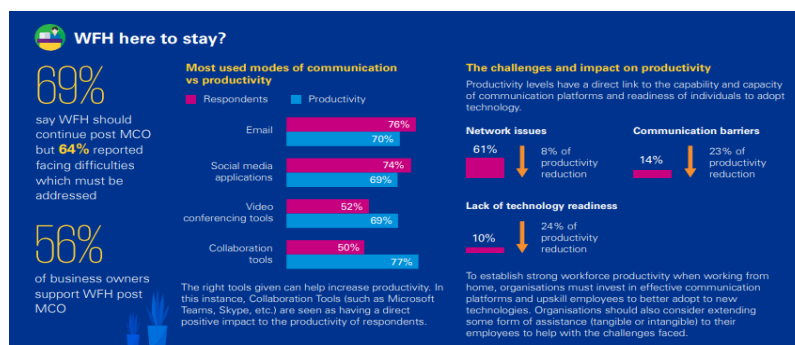 WFH here to stay?
69%
say WFH should
continue post MCO
but 64% reported
facing difficulties
which must be
addressed
56%
of business owners
support WFH post
MCO
Most used modes of communication
vs productivity
Respondents
Productivity
Email
76%
70%
Social media
applications
74%
69%
Video
conferencing tools
52%
69%
Collaboration
tools
50%
77%
The right tools given can help increase productivity. In
this instance, Collaboration Tools (such as Microsoft
Teams, Skype, etc.) are seen as having a direct
positive impact to the productivity of respondents.
The challenges and impact on productivity
Productivity levels have a direct link to the capability and capacity
of communication platforms and readiness of individuals to adopt
technology.
Network issues
61%
8% of
productivity
reduction
Communication barriers
14%
23% of
productivity
reduction
Lack of technology readiness
10%
24% of
productivity
reduction
To establish strong workforce productivity when working from
home, organisations must invest in effective communication
platforms and upskill employees to better adopt to new
technologies. Organisations should also consider extending
some form of assistance (tangible or intangible) to their
employees to help with the challenges faced.